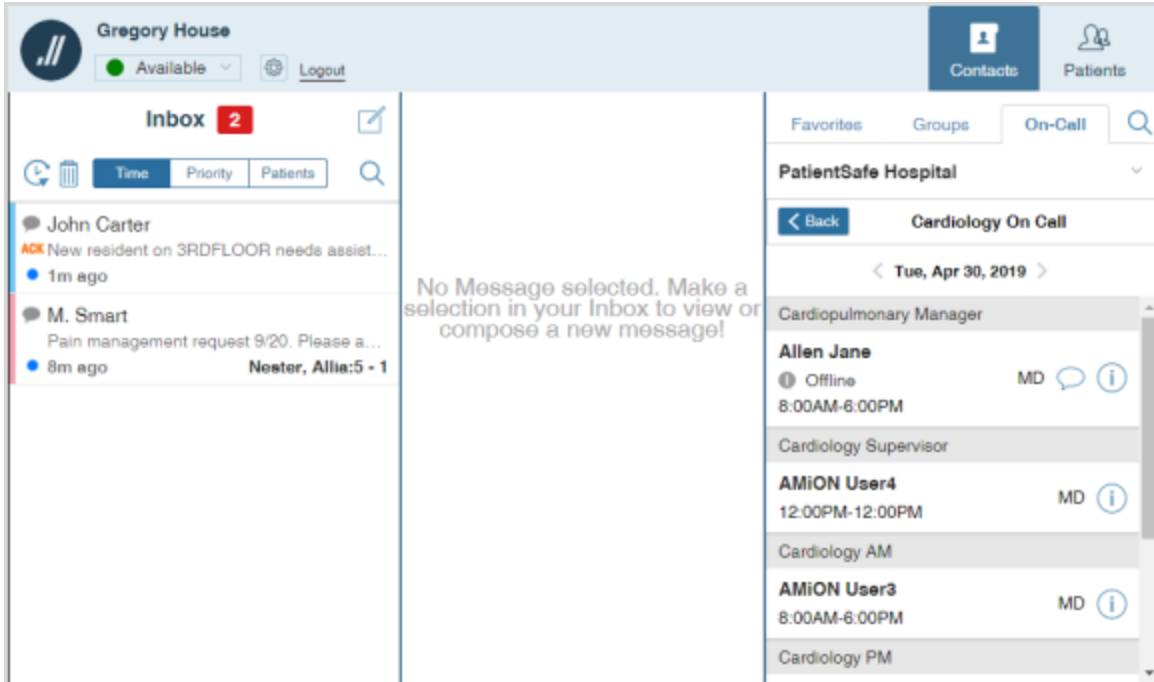 Gregory House
Available
Logout
Contacts
Patients
Inbox 2
Time
Priority
Patients
John Carter
ACK New resident on 3RDFLOOR needs assist...
1m ago
M. Smart
Pain management request 9/20. Please a...
8m ago
Nester, Allia:5 - 1
No Message selected. Make a
selection in your Inbox to view or
compose a new message!
Favorites
Groups
On-Call
PatientSafe Hospital
< Back
Cardiology On Call
< Tue, Apr 30, 2019 >
Cardiopulmonary Manager
Allen Jane
Offline
MD
8:00AM-6:00PM
Cardiology Supervisor
AMiON User4
MD
12:00PM-12:00PM
Cardiology AM
AMiON User3
MD
8:00AM-6:00PM
Cardiology PM